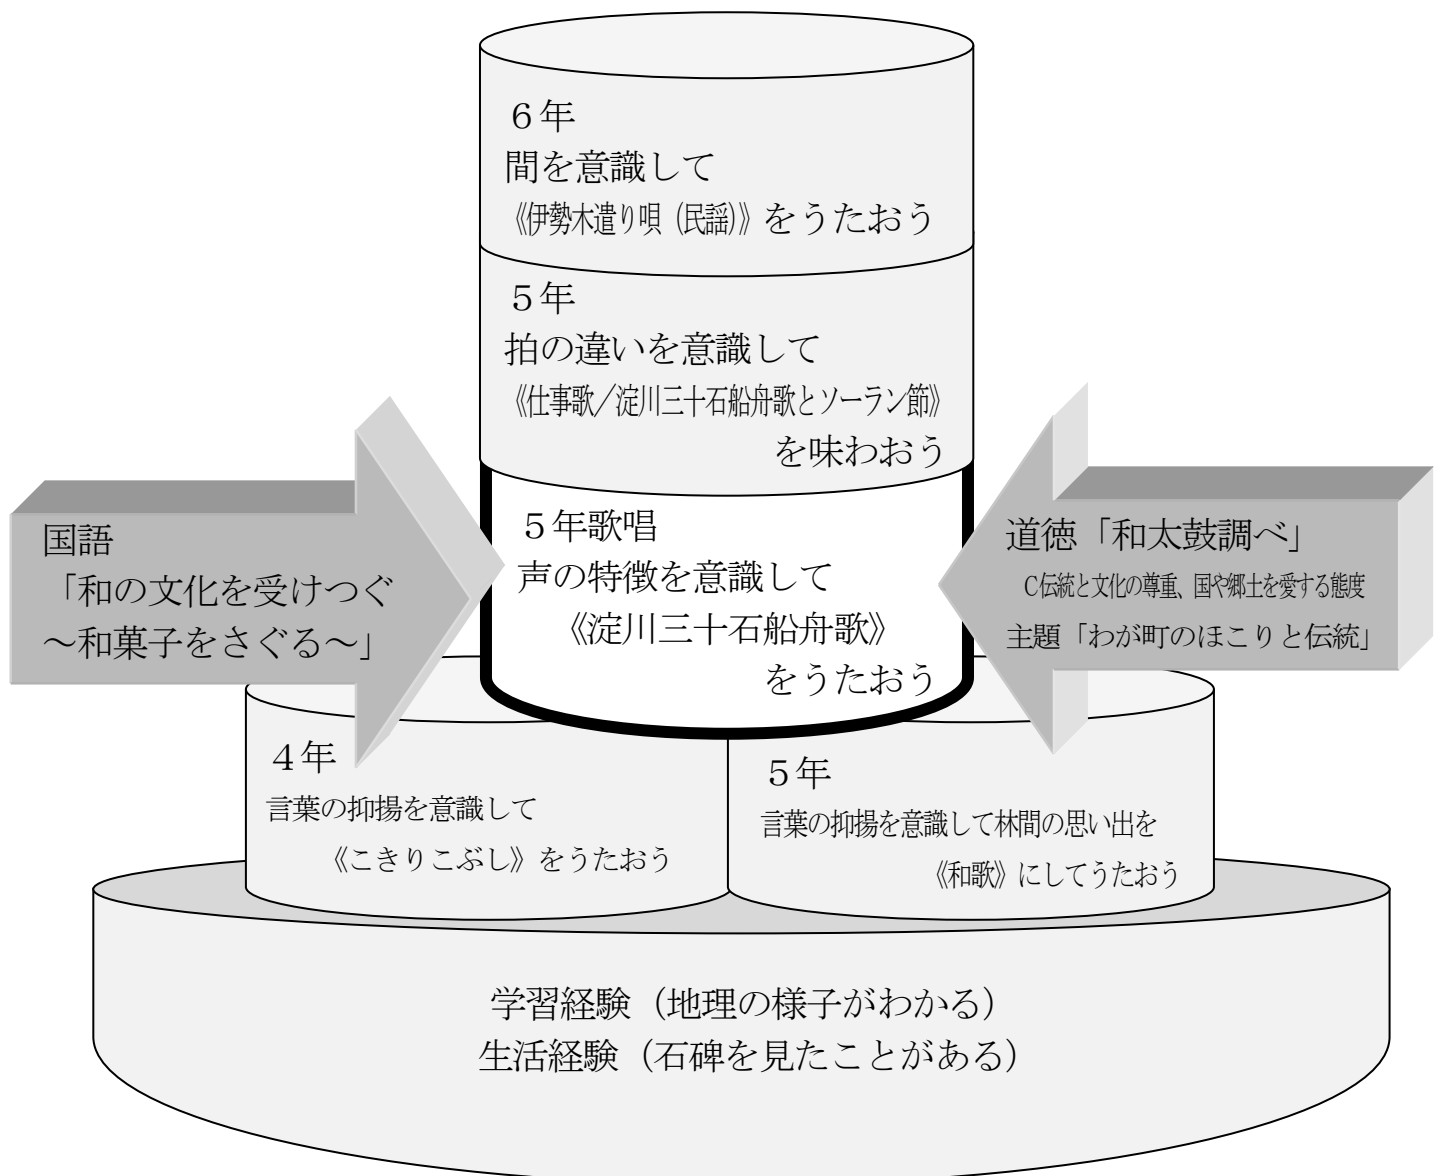 ６年
間を意識して
《伊勢木遣り唄（民謡）》をうたおう
５年
拍の違いを意識して
《仕事歌／淀川三十石船舟歌とソーラン節》
を味わおう
５年歌唱
声の特徴を意識して
《淀川三十石船舟歌》
をうたおう
国語
「和の文化を受けつぐ
～和菓子をさぐる～」
道徳「和太鼓調べ」
C伝統と文化の尊重、国や郷土を愛する態度
主題「わが町のほこりと伝統」
４年
言葉の抑揚を意識して
《こきりこぶし》をうたおう
５年
言葉の抑揚を意識して林間の思い出を
《和歌》にしてうたおう
学習経験（地理の様子がわかる）
生活経験（石碑を見たことがある）